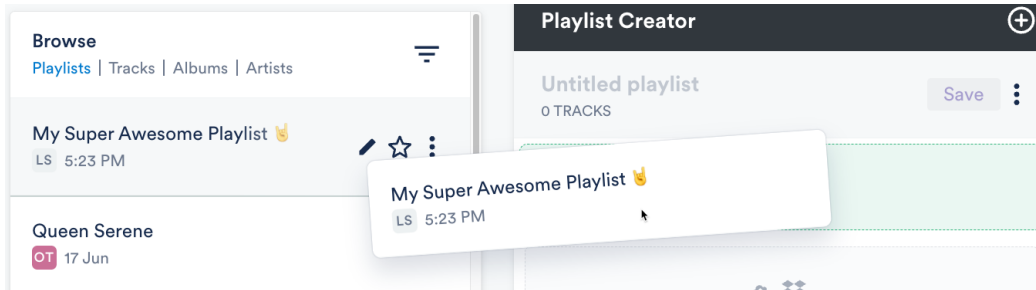 Browse
Playlists | Tracks | Albums | Artists
My Super Awesome Playlist 🤘
LS 5:23 PM
Queen Serene
OT 17 Jun
Playlist Creator
Untitled playlist
Save
0 TRACKS
My Super Awesome Playlist 🤘
LS 5:23 PM